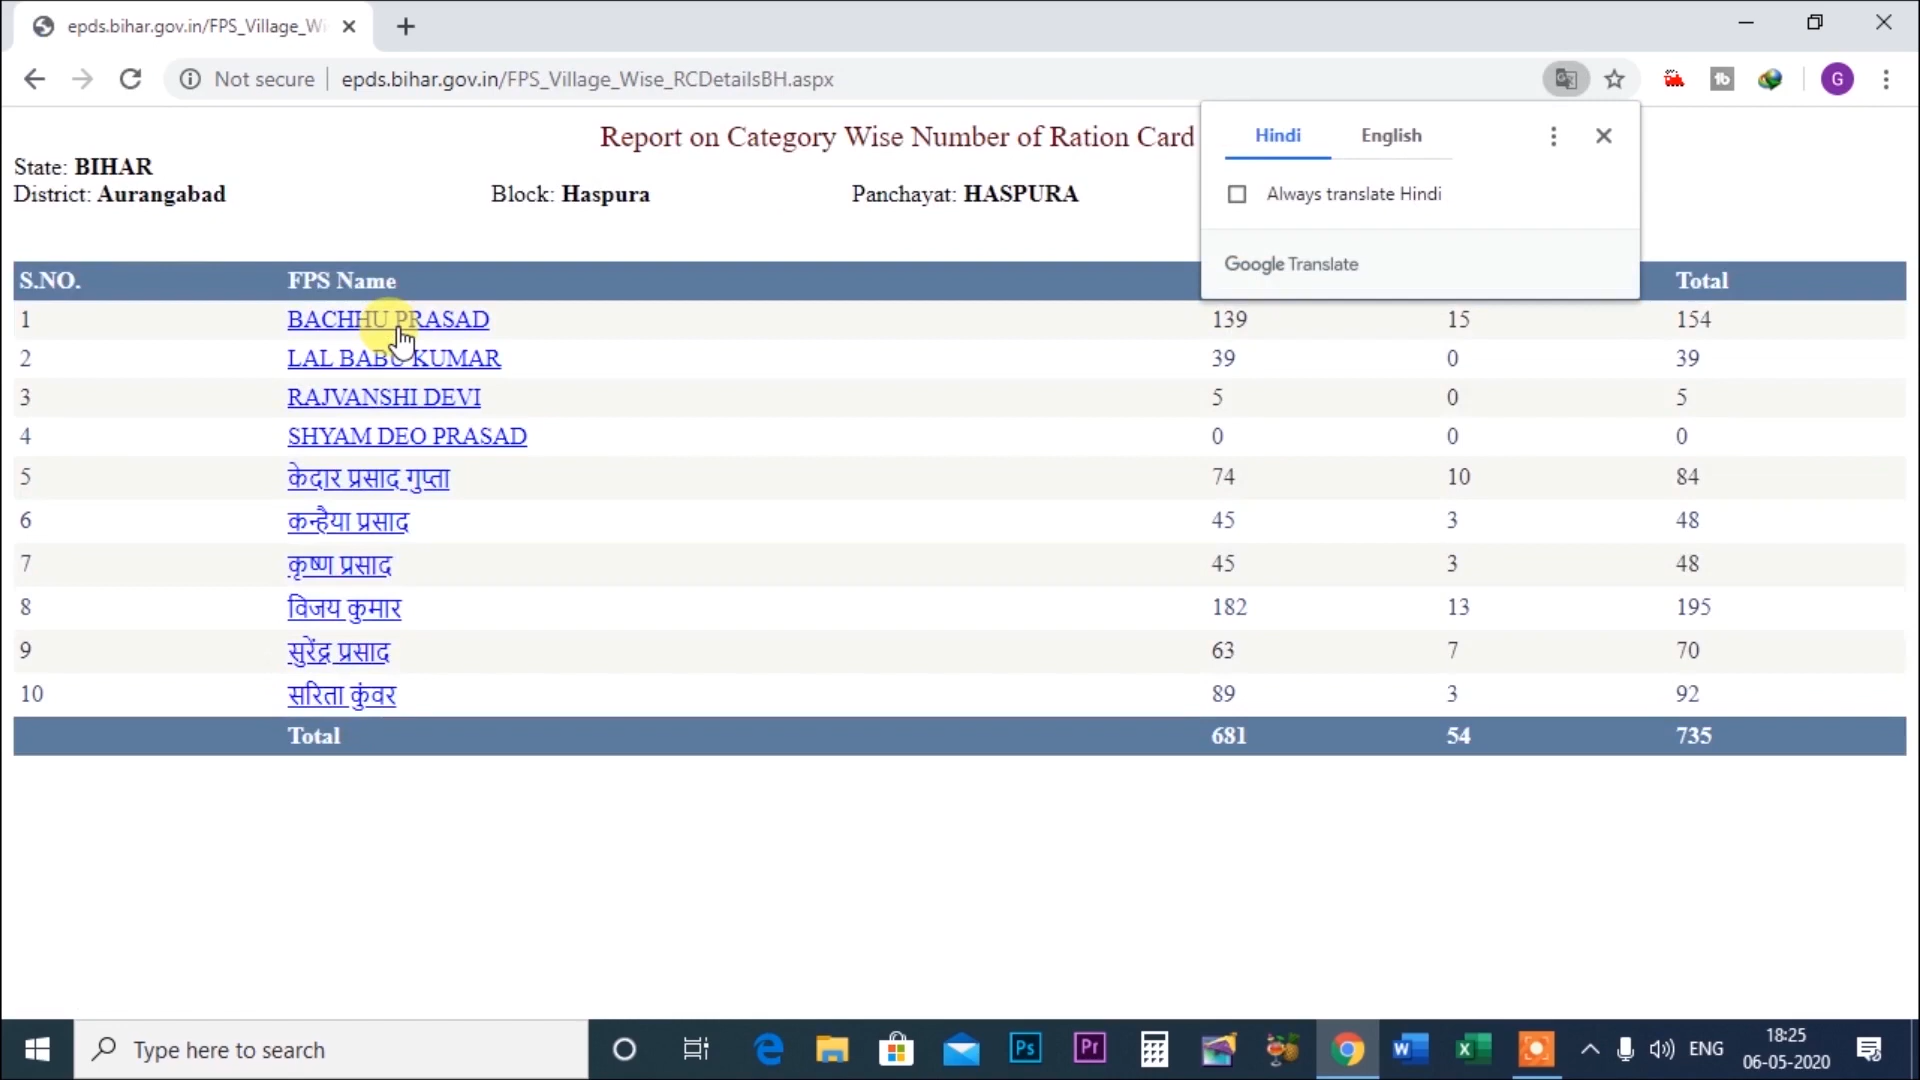 epds.bihar.gov.in/FPS_Village_Wi
Not secure epds.bihar.gov.in/FPS_Village_Wise_RCDetailsBH.aspx G
Report on Category Wise Number of Ration Card
Hindi English
Always translate Hindi
Google Translate
State: BIHAR
District: Aurangabad Block: Haspura Panchayat: HASPURA
S.NO. FPS Name Total
1 BACHHU PRASAD 139 15 154
2 LAL BABU KUMAR 39 0 39
3 RAJVANSHI DEVI 5 0 5
4 SHYAM DEO PRASAD 0 0 0
5 केदार प्रसाद गुप्ता 74 10 84
6 कन्हैया प्रसाद 45 3 48
7 कृष्ण प्रसाद 45 3 48
8 विजय कुमार 182 13 195
9 सुरेंद्र प्रसाद 63 7 70
10 सरिता कुंवर 89 3 92
Total 681 54 735
Type here to search Ps Pr ENG 18:25
06-05-2020